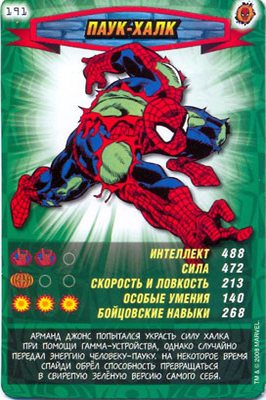 191
ПАУК-ХАЛК
ИНТЕЛЛЕКТ 488
СИЛА 472
СКОРОСТЬ И ЛОВКОСТЬ 213
ОСОБЫЕ УМЕНИЯ 140
БОЙЦОВСКИЕ НАВЫКИ 268
АРМАНД ДЖОНС ПОПЫТАЛСЯ УКРАСТЬ СИЛУ ХАЛКА
ПРИ ПОМОЩИ ГАММА-УСТРОЙСТВА, ОДНАКО СЛУЧАЙНО
ПЕРЕДАЛ ЭНЕРГИЮ ЧЕЛОВЕКУ-ПАУКУ. НА НЕКОТОРОЕ ВРЕМЯ
СПАЙДИ ОБРЁЛ СПОСОБНОСТЬ ПРЕВРАЩАТЬСЯ
В СВИРЕПУЮ ЗЕЛЁНУЮ ВЕРСИЮ САМОГО СЕБЯ.
TM & © 2008 MARVEL